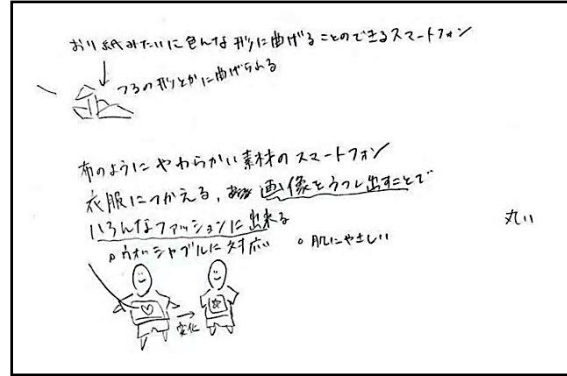 おり紙みたいに色んな形に曲げることのできるスマートフォン
つるの形とかに曲げられる
布のようにやわらかい素材のスマートフォン
衣服につかえる、画像をうつし出すことで
いろんなファッションに出来る
○ウォシャブルに対応 ○肌にやさしい
丸い
変化